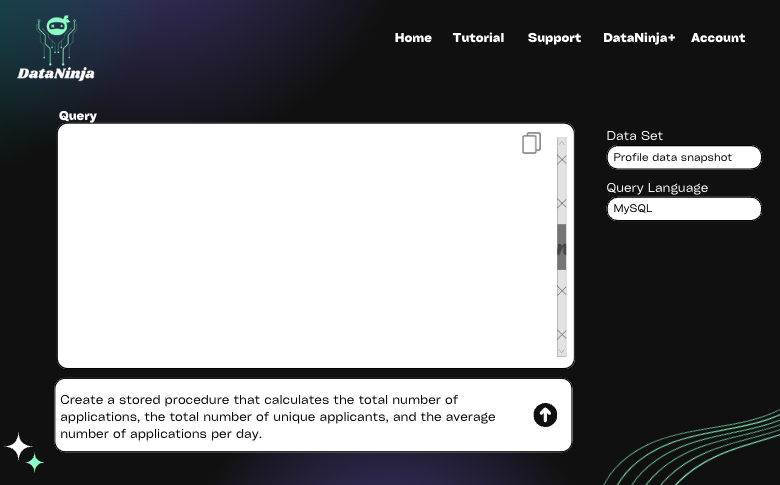 Home Tutorial Support DataNinja+ Account
DataNinja
Query
Data Set
Profile data snapshot
Query Language
MySQL
Create a stored procedure that calculates the total number of
applications, the total number of unique applicants, and the average
number of applications per day.